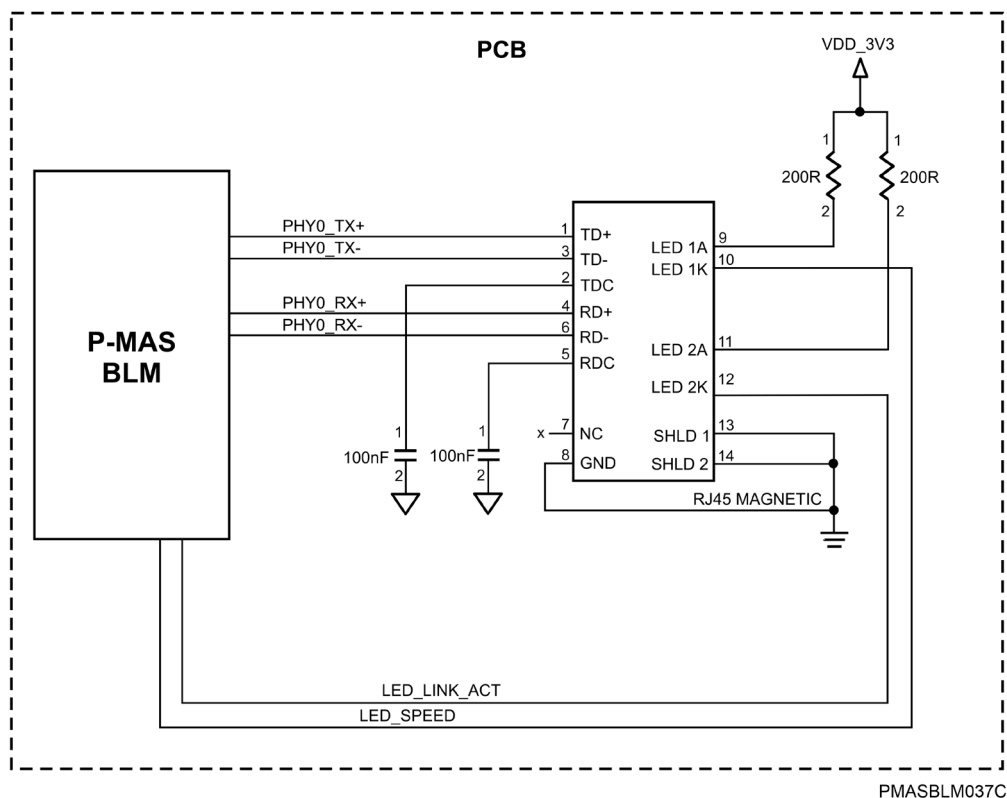 PCB
VDD_3V3
1
1
200R
200R
2
2
P-MAS
BLM
PHY0_TX+
PHY0_TX-
PHY0_RX+
PHY0_RX-
1
TD+
3
TD-
2
TDC
4
RD+
6
RD-
5
RDC
x
7
NC
8
GND
LED 1A
9
LED 1K
10
LED 2A
11
LED 2K
12
SHLD 1
13
SHLD 2
14
RJ45 MAGNETIC
1
100nF
2
1
100nF
2
LED_LINK_ACT
LED_SPEED
PMASBLM037C